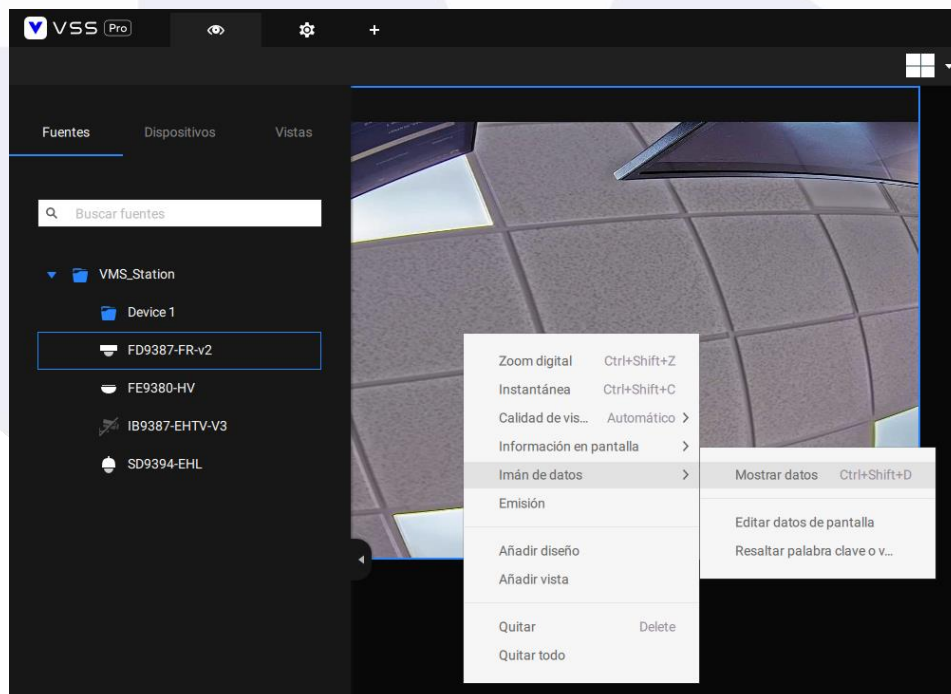 VSS Pro
Fuentes Dispositivos Vistas
Buscar fuentes
VMS_Station
Device 1
FD9387-FR-v2
FE9380-HV
IB9387-EHTV-V3
SD9394-EHL
Zoom digital Ctrl+Shift+Z
Instantánea Ctrl+Shift+C
Calidad de vis... Automático
Información en pantalla
Imán de datos
Emisión
Añadir diseño
Añadir vista
Quitar Delete
Quitar todo
Mostrar datos Ctrl+Shift+D
Editar datos de pantalla
Resaltar palabra clave o v...